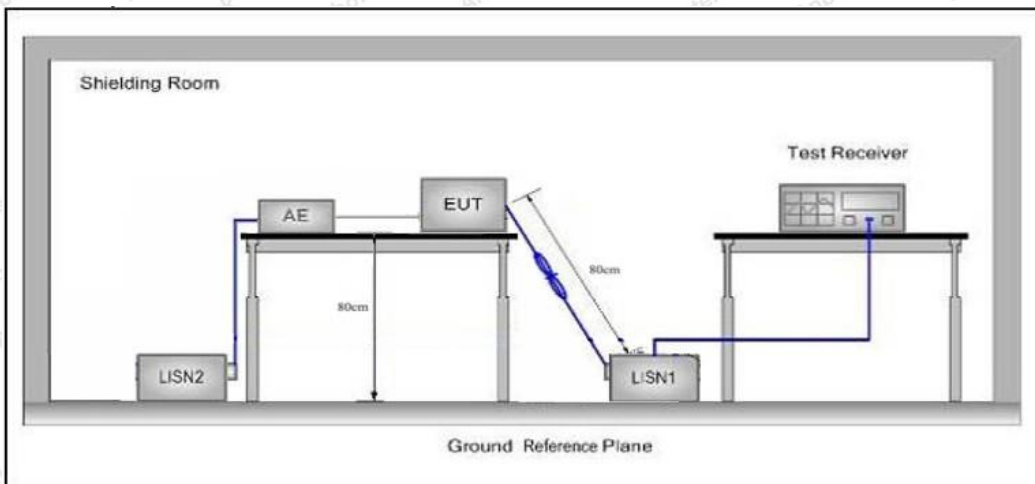 Shielding Room
Test Receiver
AE
EUT
80cm
80cm
LISN2
LISN1
Ground Reference Plane